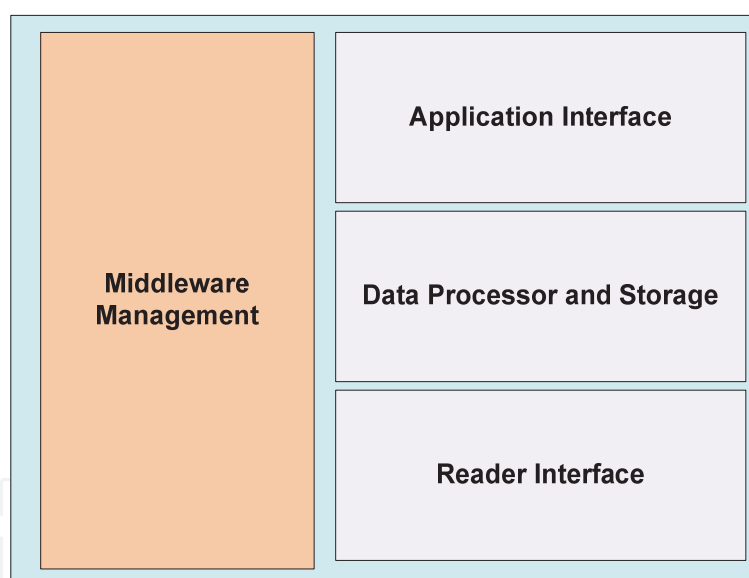 Application Interface
Middleware
Management
Data Processor and Storage
Reader Interface